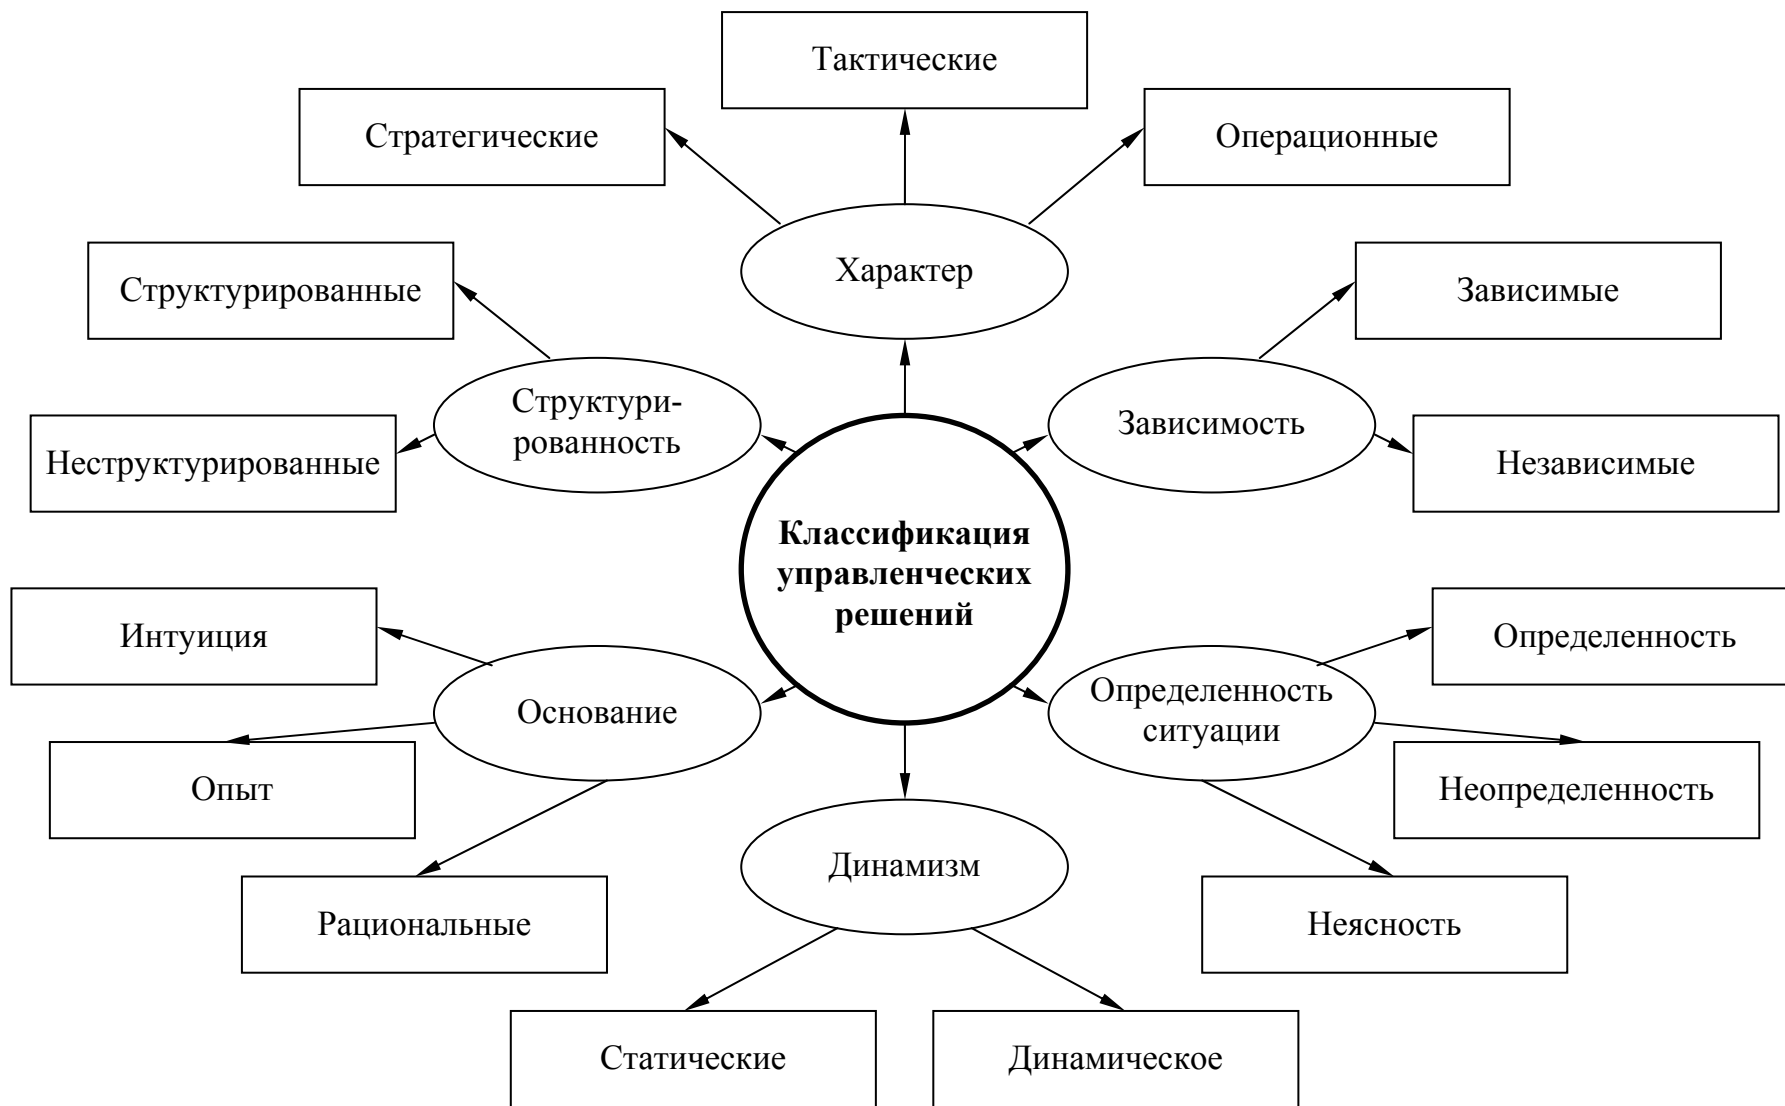 Тактические
Стратегические
Операционные
Характер
Структурированные
Зависимые
Структури-
рованность
Зависимость
Неструктурированные
Независимые
Классификация
управленческих
решений
Интуиция
Определенность
Основание
Определенность
ситуации
Опыт
Неопределенность
Динамизм
Рациональные
Неясность
Статические
Динамическое